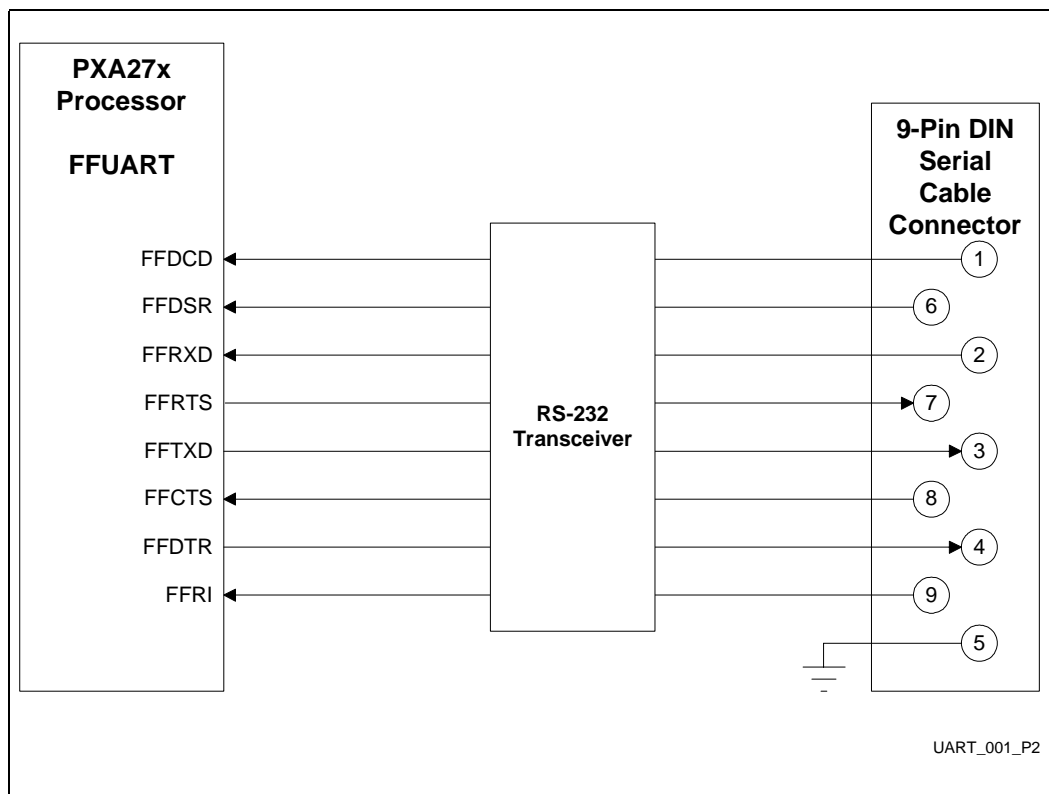 PXA27x
Processor
FFUART
9-Pin DIN
Serial
Cable
Connector
FFDCD
1
FFDSR
6
FFRXD
2
FFRTS
7
RS-232
Transceiver
FFTXD
3
FFCTS
8
FFDTR
4
FFRI
9
5
UART_001_P2